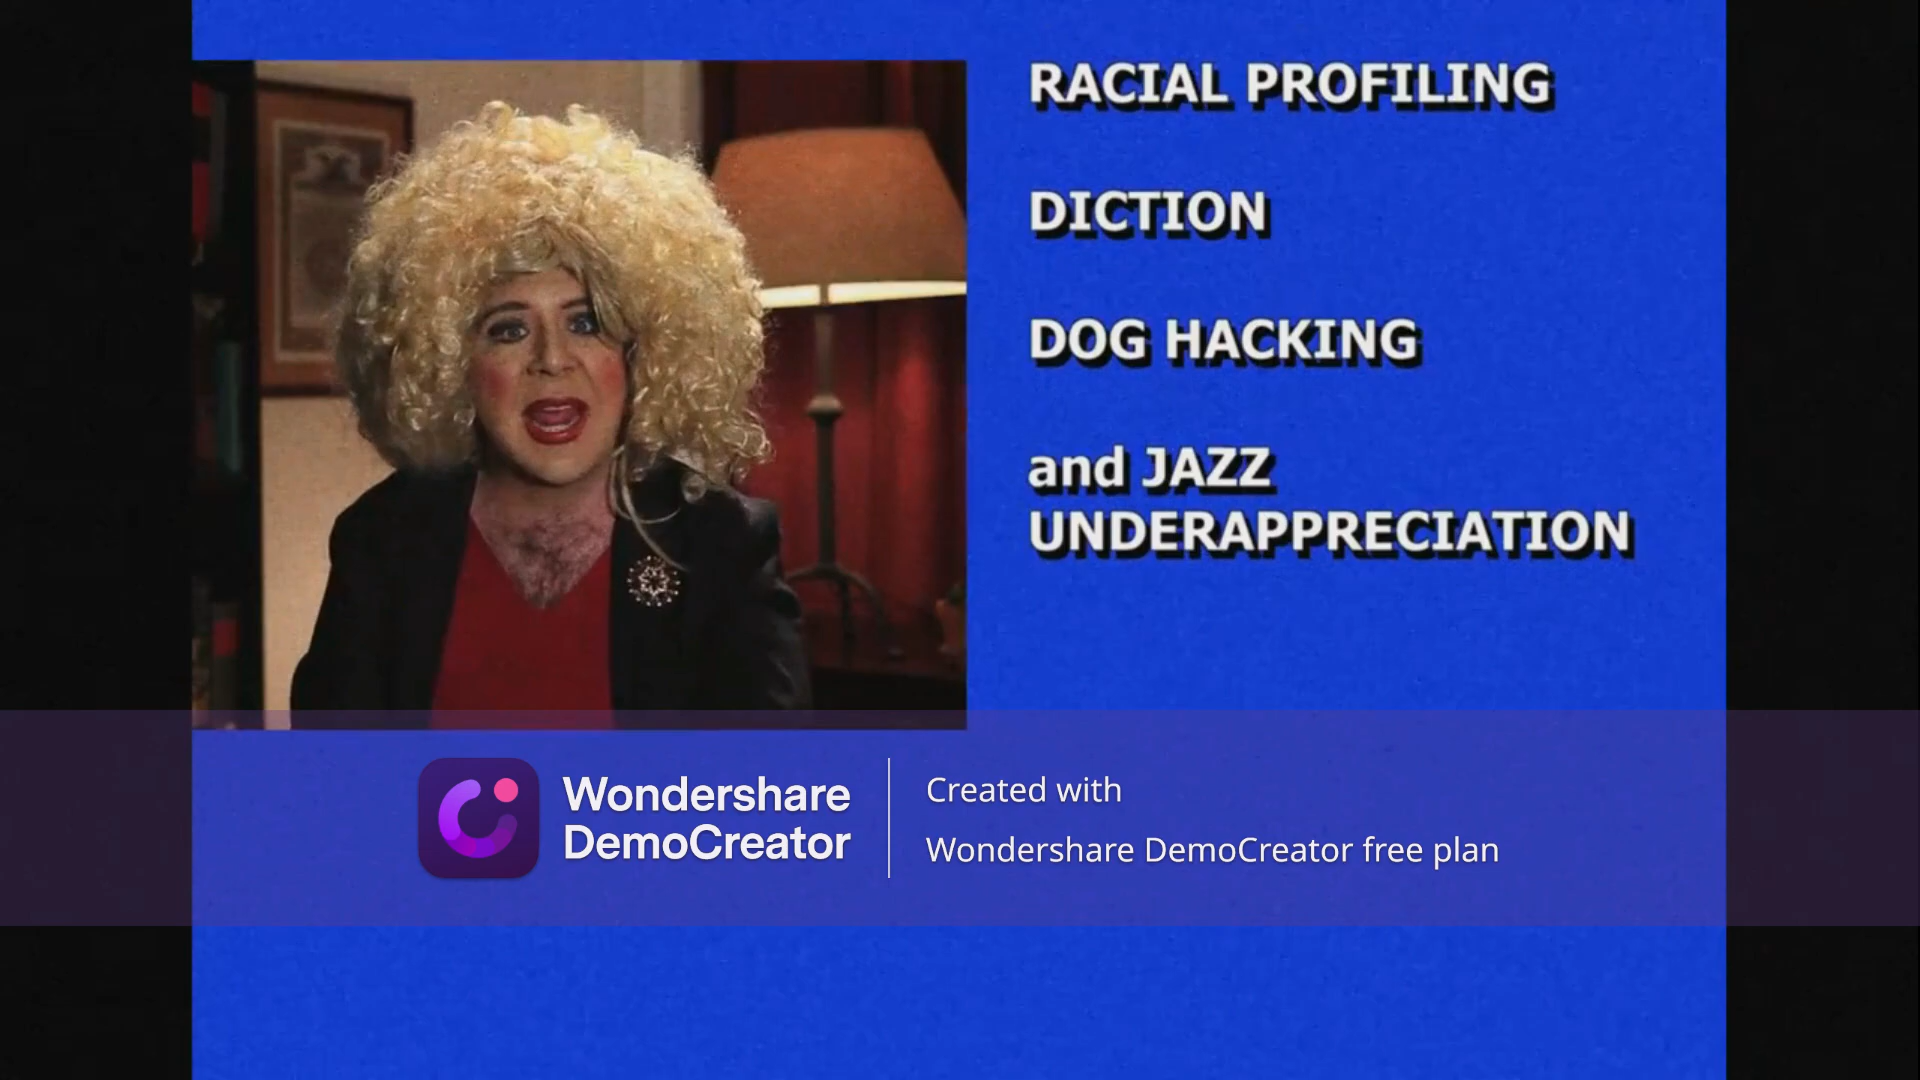 RACIAL PROFILING
DICTION
DOG HACKING
and JAZZ
UNDERAPPRECIATION
Wondershare
DemoCreator
Created with
Wondershare DemoCreator free plan